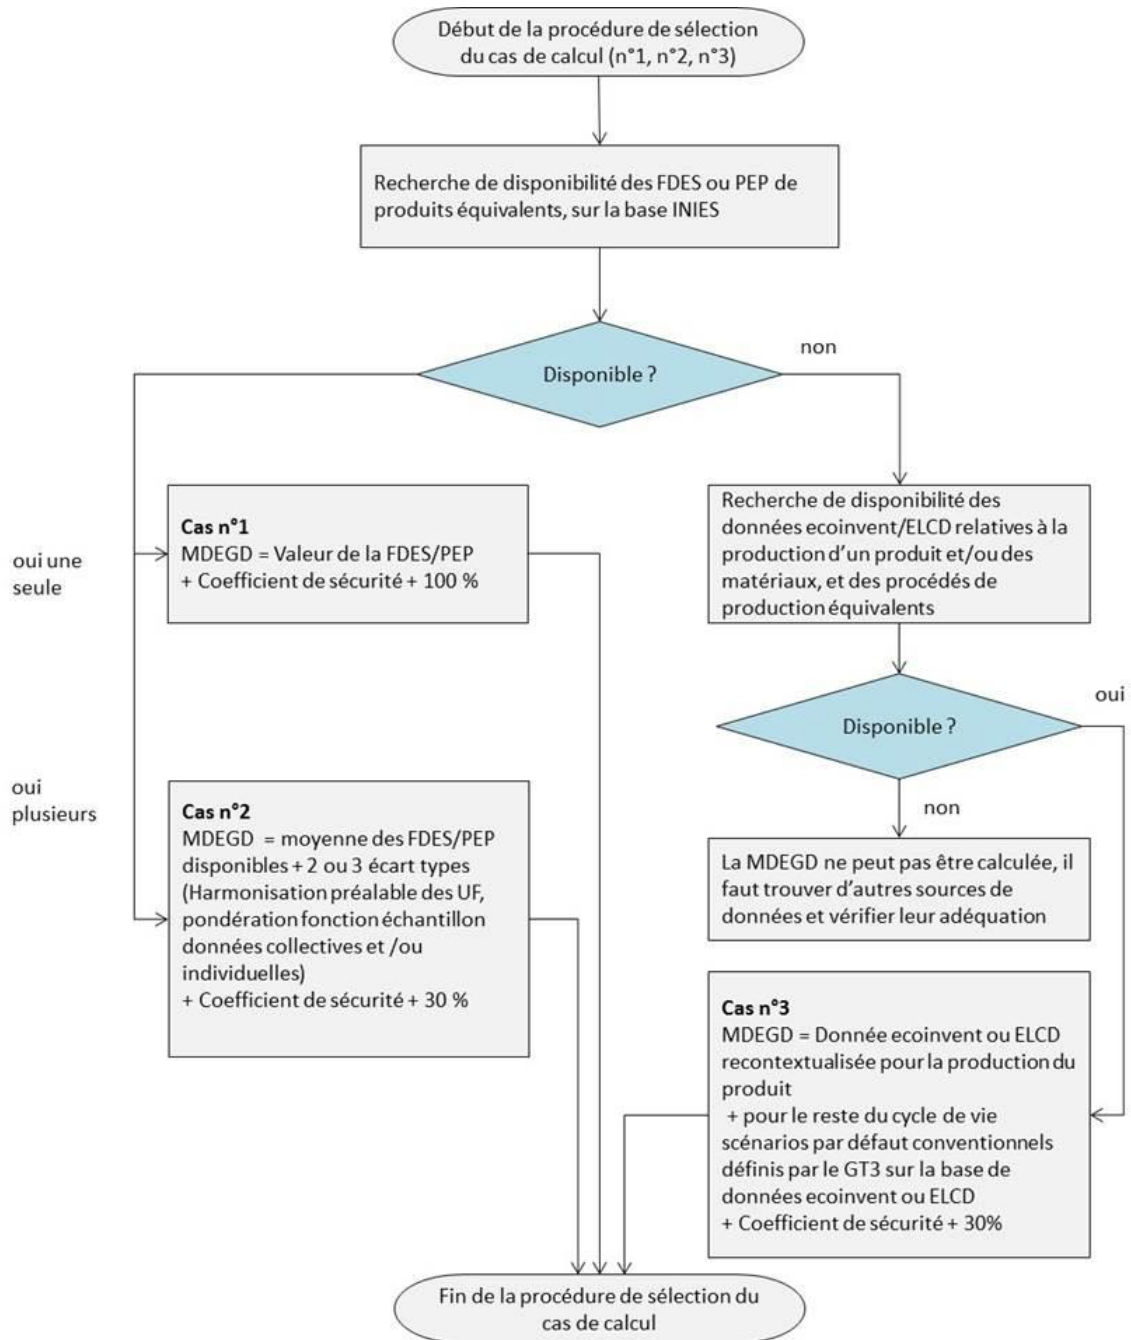 Début de la procédure de sélection
du cas de calcul (n°1, n°2, n°3)
Recherche de disponibilité des FDES ou PEP de
produits équivalents, sur la base INIES
Disponible ?
non
oui une
seule
Cas n°1
MDEGD = Valeur de la FDES/PEP
+ Coefficient de sécurité + 100 %
Recherche de disponibilité des
données ecoinvent/ELCD relatives à la
production d'un produit et/ou des
matériaux, et des procédés de
production équivalents
Disponible ?
oui
non
oui
plusieurs
Cas n°2
MDEGD = moyenne des FDES/PEP
disponibles + 2 ou 3 écart types
(Harmonisation préalable des UF,
pondération fonction échantillon
données collectives et /ou
individuelles)
+ Coefficient de sécurité + 30 %
La MDEGD ne peut pas être calculée, il
faut trouver d'autres sources de
données et vérifier leur adéquation
Cas n°3
MDEGD = Donnée ecoinvent ou ELCD
recontextualisée pour la production du
produit
+ pour le reste du cycle de vie
scénarios par défaut conventionnels
définis par le GT3 sur la base de
données ecoinvent ou ELCD
+ Coefficient de sécurité + 30%
Fin de la procédure de sélection du
cas de calcul